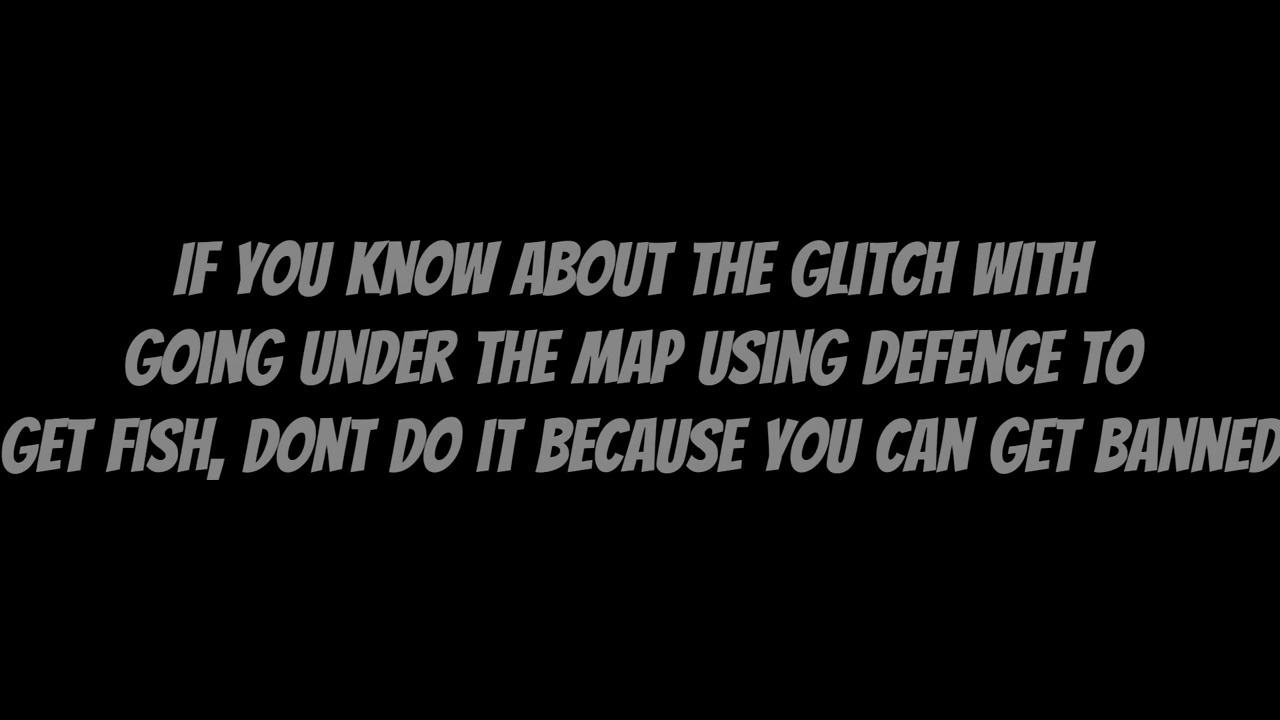 IF YOU KNOW ABOUT THE GLITCH WITH
GOING UNDER THE MAP USING DEFENCE TO
GET FISH, DONT DO IT BECAUSE YOU CAN GET BANNED